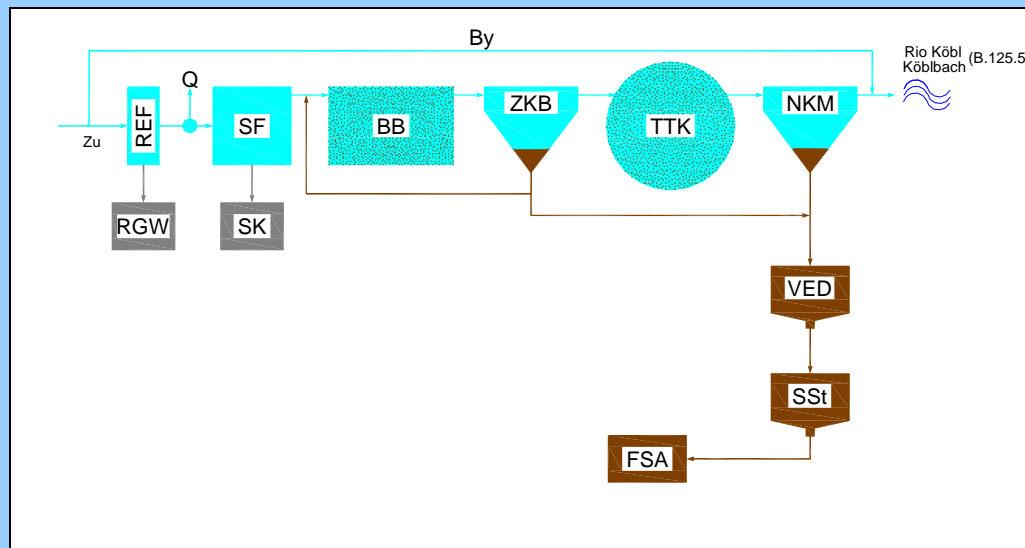 By
Rio Köbl
Köblbach (B.125.5
Q
Zu
REF
SF
BB
ZKB
TTK
NKM
RGW
SK
VED
SSt
FSA